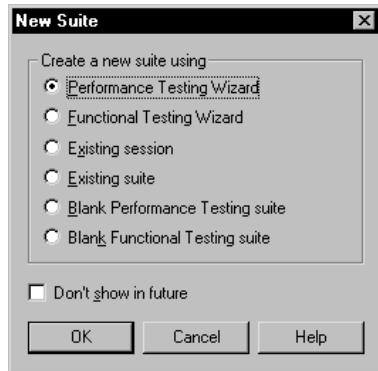 New Suite
Create a new suite using
Performance Testing Wizard
Functional Testing Wizard
Existing session
Existing suite
Blank Performance Testing suite
Blank Functional Testing suite
Don't show in future
OK Cancel Help